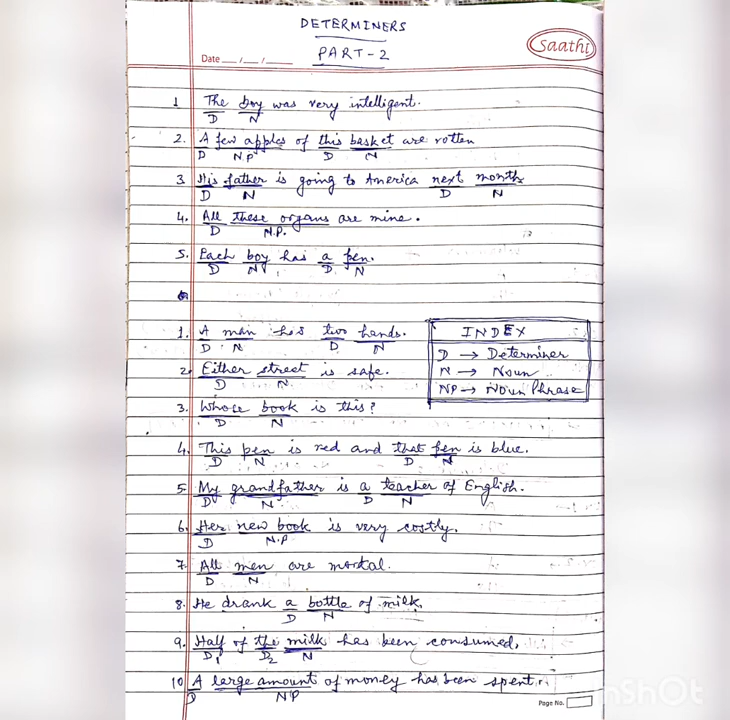 DETERMINERS
Saathi
Date __/__/__
PART-2
1 The boy was very intelligent.
D N
2. A few apples of this basket are rotten
D NP D N
3 His father is going to America next month.
D N D N
4. All these organs are mine.
D N.P.
5. Each boy has a pen.
D N D N
1. A man has two hands.
D N D N
INDEX
D → Determiner
N → Noun
NP → Noun Phrase
2. Either street is safe.
D N
3. Whose book is this?
D N
4. This pen is red and that pen is blue.
D N D N
5. My grandfather is a teacher of English.
D N D N
6. Her new book is very costly.
D N.P
7. All men are mortal.
D N
8. He drank a bottle of milk.
D N
9. Half of the milk has been consumed.
D1 D2 N
10 A large amount of money has been spent.
D NP
Page No.
InShOt